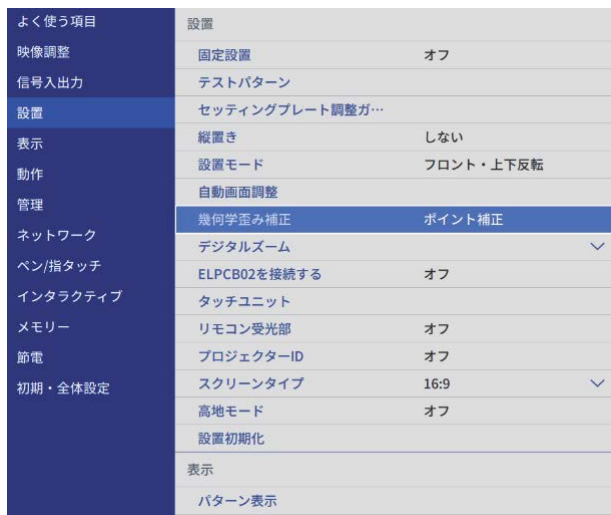 よく使う項目
映像調整
信号入出力
設置
表示
動作
管理
ネットワーク
ペン/指タッチ
インタラクティブ
メモリー
節電
初期・全体設定
設置
固定設置 オフ
テストパターン
セッティングプレート調整ガ…
縦置き しない
設置モード フロント・上下反転
自動画面調整
幾何学歪み補正 ポイント補正
デジタルズーム
ELPCB02を接続する オフ
タッチユニット
リモコン受光部 オフ
プロジェクターID オフ
スクリーンタイプ 16:9
高地モード オフ
設置初期化
表示
パターン表示